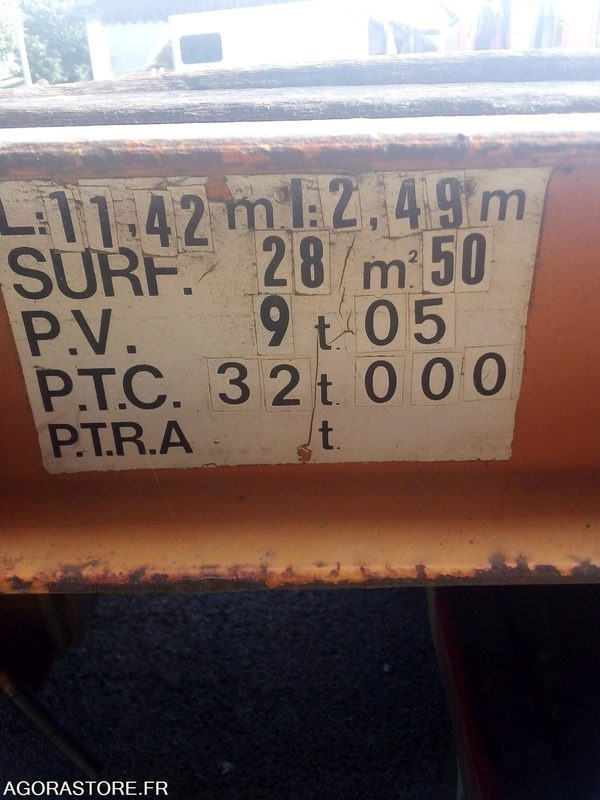 L:11,42 m l:2,49 m
SURF. 28 m².50
P.V. 9 t. 05
P.T.C. 32 t. 000
P.T.R.A t.
AGORASTORE.FR